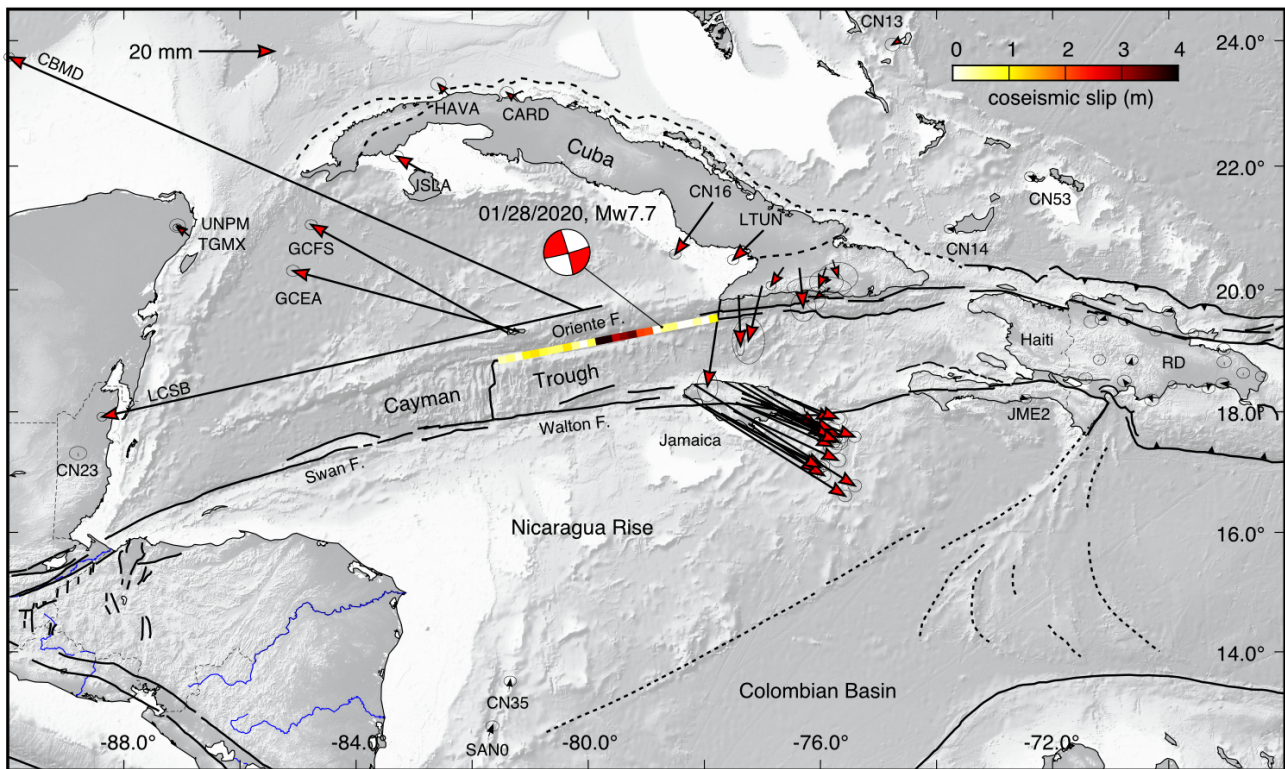 CN13
24.0°
CBMD
20 mm
0 1 2 3 4
coseismic slip (m)
HAVA
CARD
Cuba
22.0°
ISLA
CN16
CN53
01/28/2020, Mw7.7
LTUN
UNPM
TGMX
GCFS
CN14
GCEA
20.0°
Oriente F.
Haiti
RD
LCSB
Trough
Cayman
JME2
18.0°
Walton F.
Jamaica
CN23
Swan F.
Nicaragua Rise
16.0°
14.0°
CN35
Colombian Basin
SAN0
-88.0°
-84.0°
-80.0°
-76.0°
-72.0°